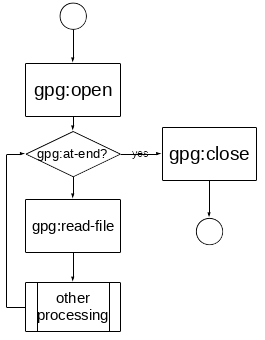 gpg:open
gpg:at-end?
yes
gpg:close
gpg:read-file
other
processing